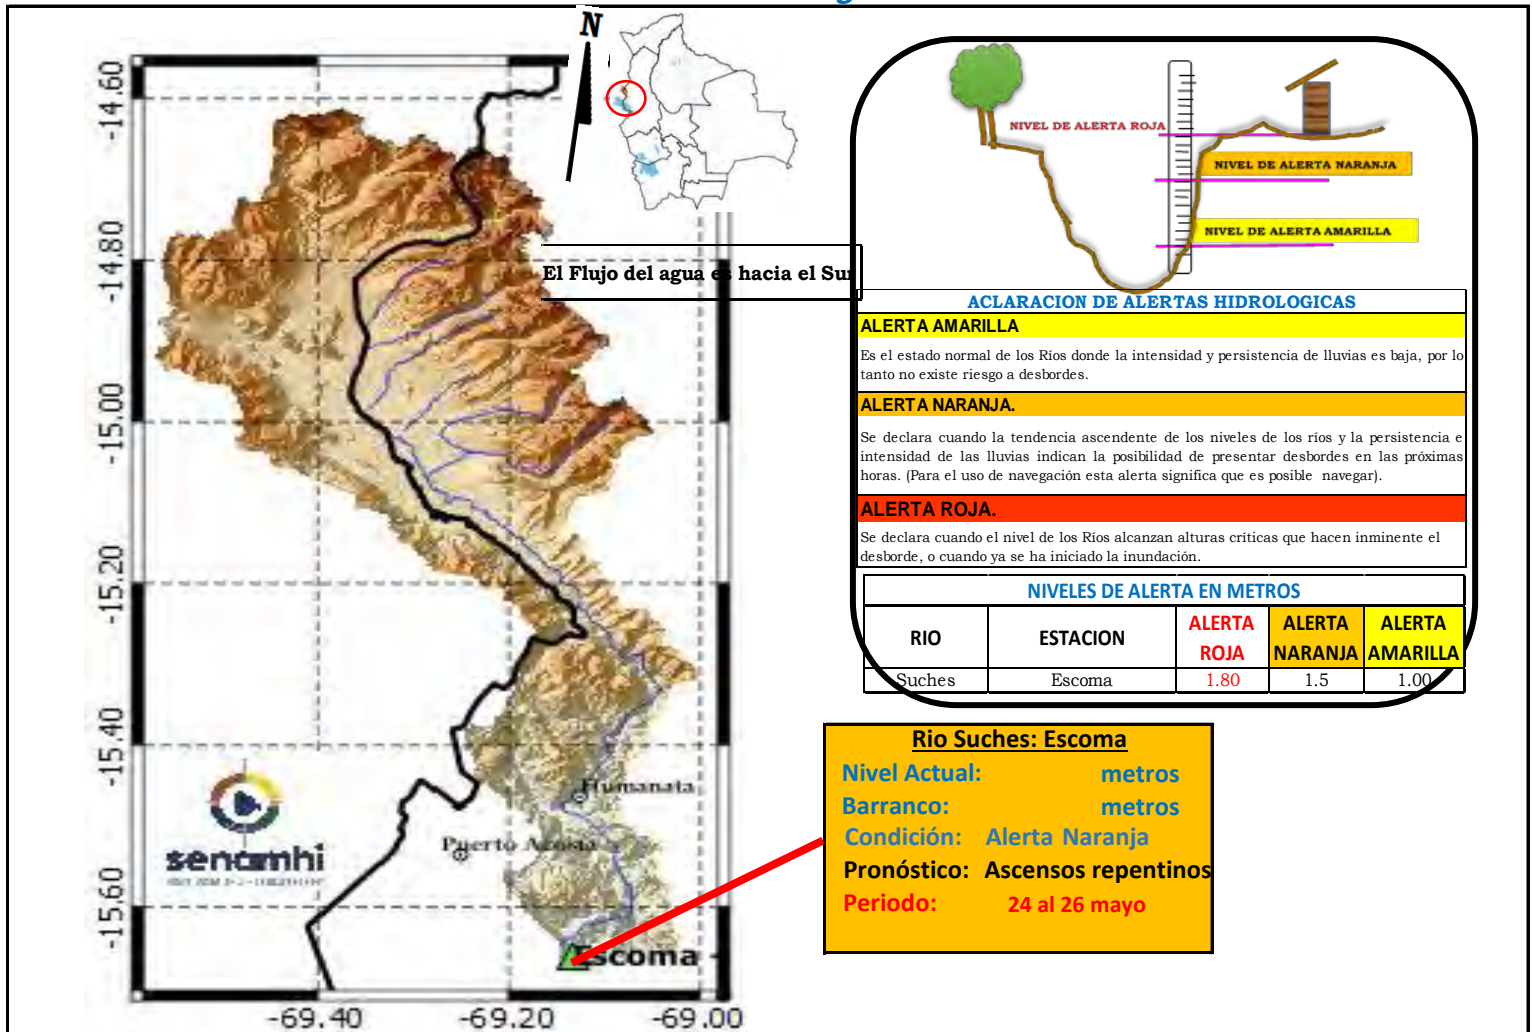 N
-14.60
-14.80
-15.00
-15.20
-15.40
-15.60
-69.40
-69.20
-69.00
El Flujo del agua es hacia el Sur
Humanata
Puerto Acosta
senamhi
Escoma
NIVEL DE ALERTA ROJA
NIVEL DE ALERTA NARANJA
NIVEL DE ALERTA AMARILLA
ACLARACION DE ALERTAS HIDROLOGICAS
ALERTA AMARILLA
Es el estado normal de los Ríos donde la intensidad y persistencia de lluvias es baja, por lo
tanto no existe riesgo a desbordes.
ALERTA NARANJA.
Se declara cuando la tendencia ascendente de los niveles de los ríos y la persistencia e
intensidad de las lluvias indican la posibilidad de presentar desbordes en las próximas
horas. (Para el uso de navegación esta alerta significa que es posible navegar).
ALERTA ROJA.
Se declara cuando el nivel de los Ríos alcanzan alturas críticas que hacen inminente el
desborde, o cuando ya se ha iniciado la inundación.
NIVELES DE ALERTA EN METROS
RIO ESTACION ALERTA ROJA ALERTA NARANJA ALERTA AMARILLA
Suches Escoma 1.80 1.5 1.00
Rio Suches: Escoma
Nivel Actual: metros
Barranco: metros
Condición: Alerta Naranja
Pronóstico: Ascensos repentinos
Periodo: 24 al 26 mayo